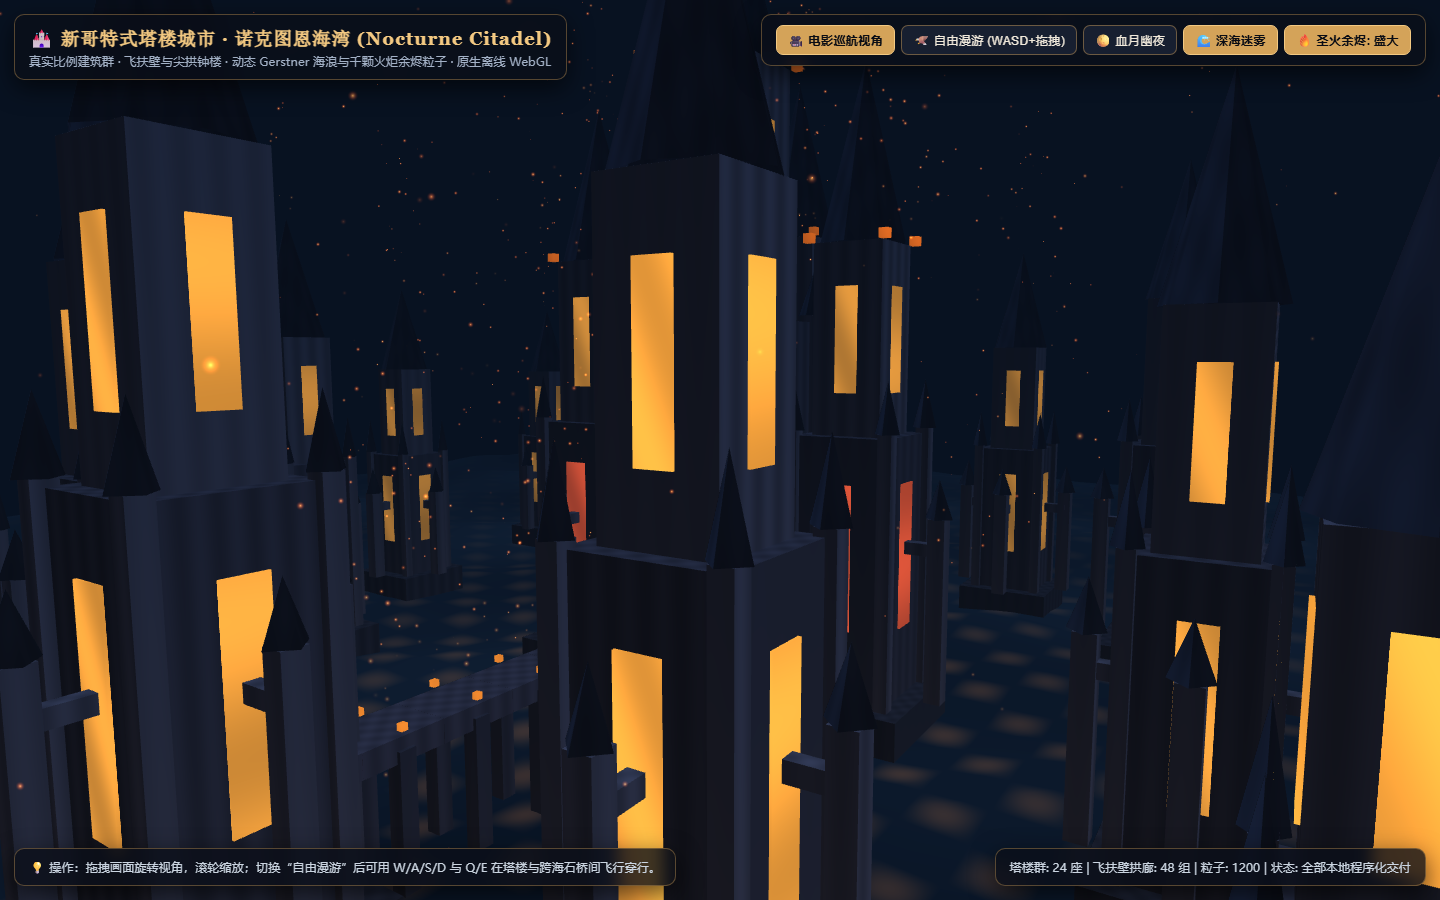 🏰 新哥特式塔楼城市 · 诺克图恩海湾 (Nocturne Citadel)
真实比例建筑群 · 飞扶壁与尖拱钟楼 · 动态 Gerstner 海浪与千颗火炬余烬粒子 · 原生离线 WebGL
🎥 电影巡航视角
🦅 自由漫游 (WASD+拖拽)
🌕 血月幽夜
🌊 深海迷雾
🔥 圣火余烬: 盛大
💡 操作：拖拽画面旋转视角，滚轮缩放；切换“自由漫游”后可用 W/A/S/D 与 Q/E 在塔楼与跨海石桥间飞行穿行。
塔楼群: 24 座 | 飞扶壁拱廊: 48 组 | 粒子: 1200 | 状态: 全部本地程序化交付